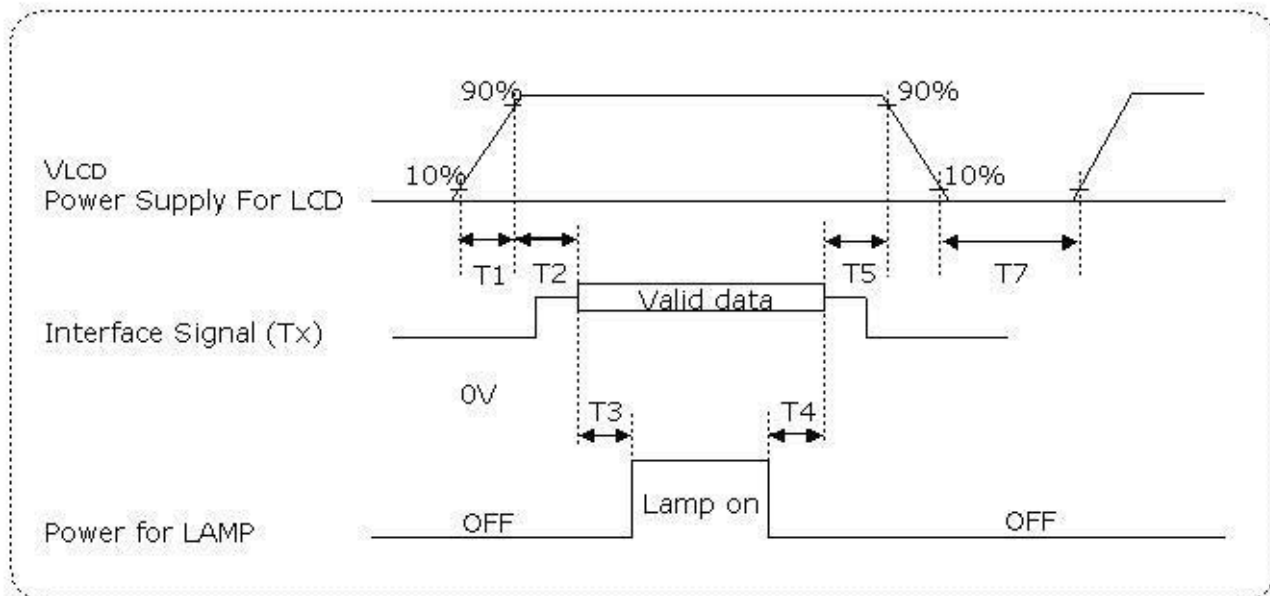 90%
90%
VLCD
10%
10%
Power Supply For LCD
T1
T2
T5
T7
Valid data
Interface Signal (Tx)
0V
T3
T4
Lamp on
Power for LAMP
OFF
OFF